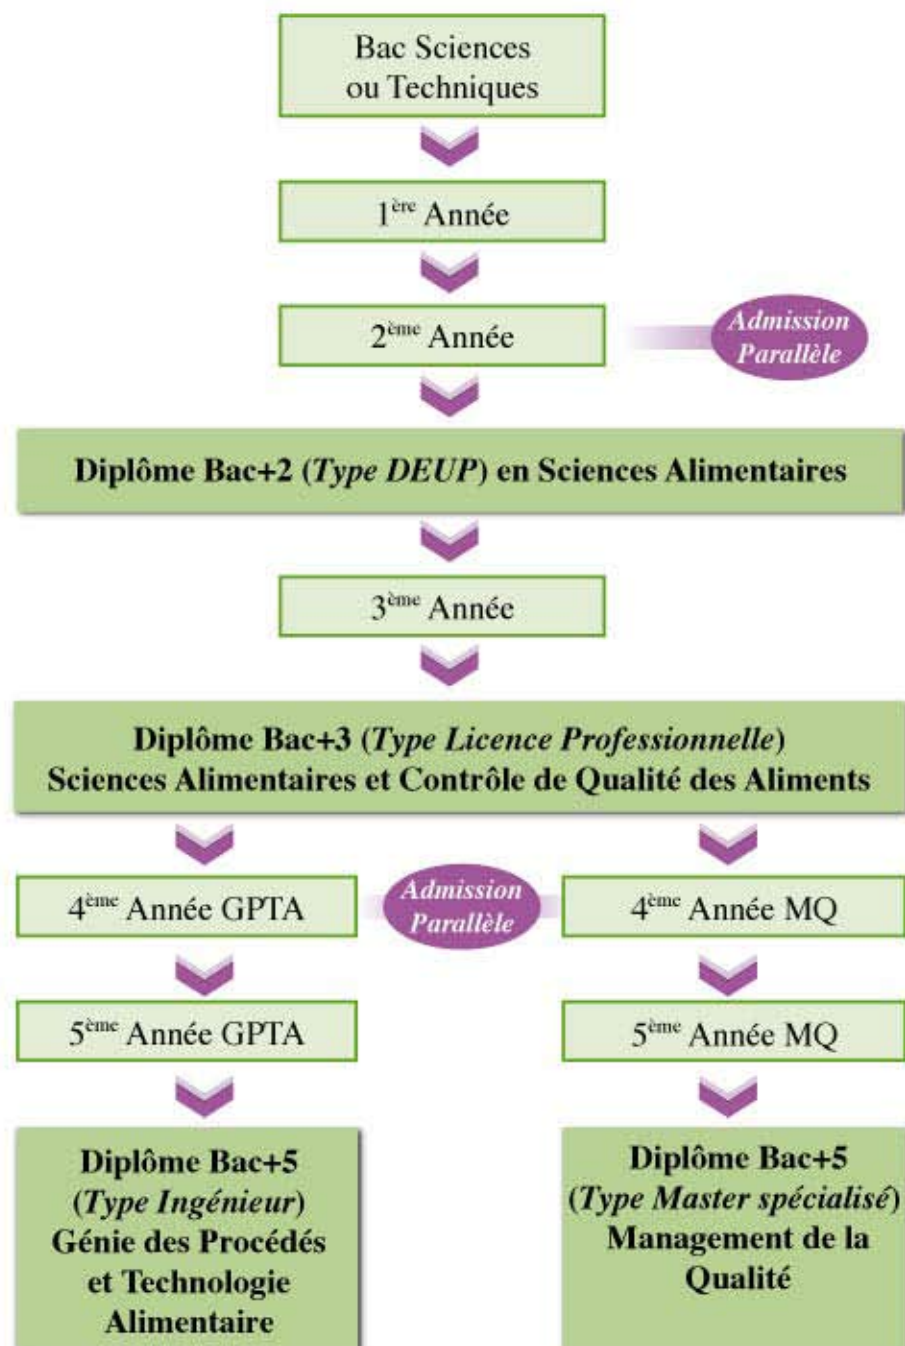 Bac Sciences
ou Techniques
1ère Année
2ème Année
Admission
Parallèle
Diplôme Bac+2 (Type DEUP) en Sciences Alimentaires
3ème Année
Diplôme Bac+3 (Type Licence Professionnelle)
Sciences Alimentaires et Contrôle de Qualité des Aliments
4ème Année GPTA
Admission
Parallèle
4ème Année MQ
5ème Année GPTA
5ème Année MQ
Diplôme Bac+5
(Type Ingénieur)
Génie des Procédés
et Technologie
Alimentaire
Diplôme Bac+5
(Type Master spécialisé)
Management de la
Qualité